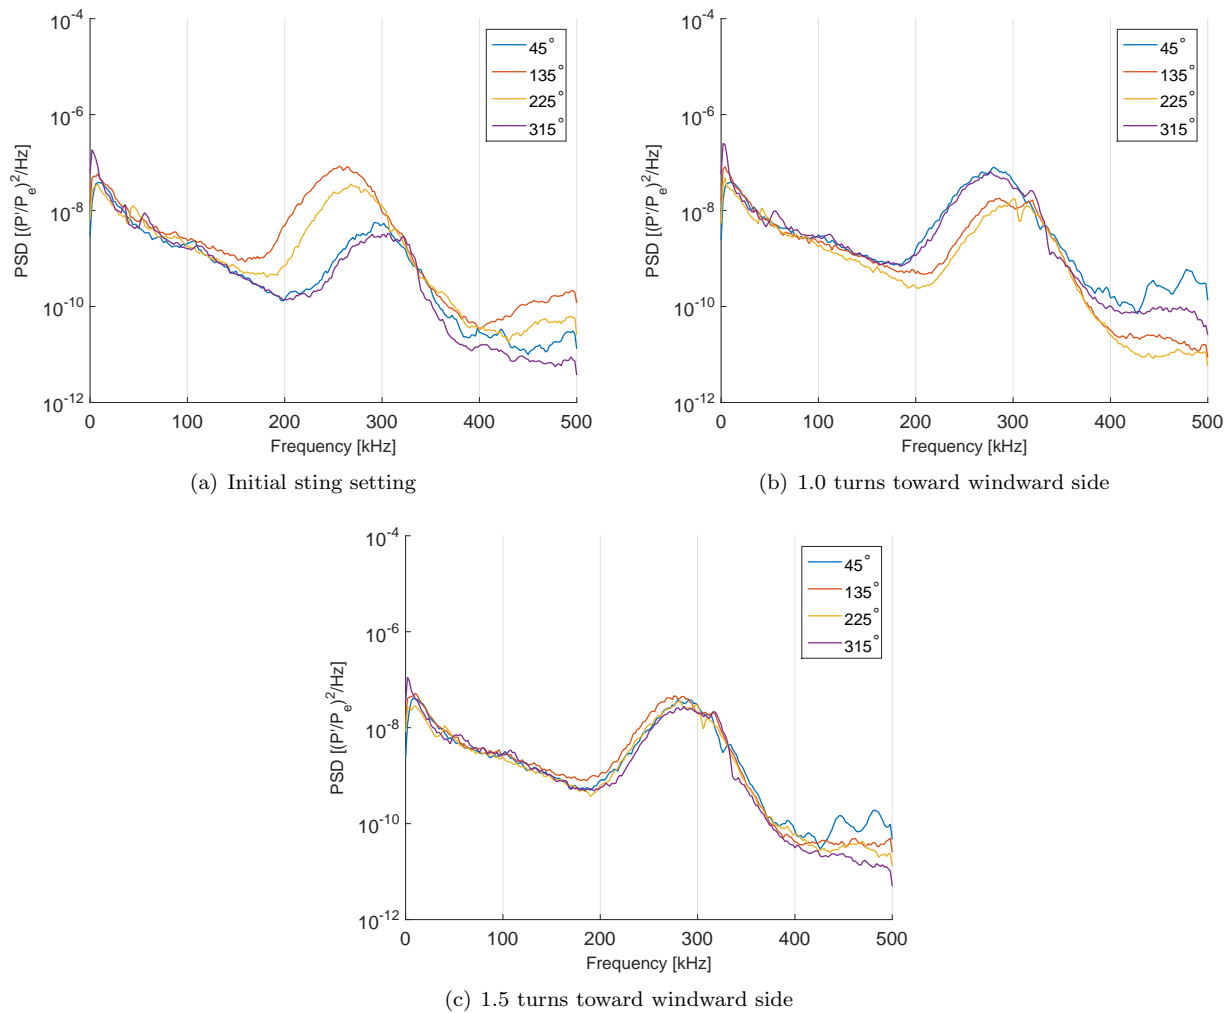 10^-4
10^-6
10^-8
10^-10
10^-12
PSD [(P'/P_e)^2/Hz]
45°
135°
225°
315°
0 100 200 300 400 500
Frequency [kHz]
(a) Initial sting setting
10^-4
10^-6
10^-8
10^-10
10^-12
PSD [(P'/P_e)^2/Hz]
45°
135°
225°
315°
0 100 200 300 400 500
Frequency [kHz]
(b) 1.0 turns toward windward side
10^-4
10^-6
10^-8
10^-10
10^-12
PSD [(P'/P_e)^2/Hz]
45°
135°
225°
315°
0 100 200 300 400 500
Frequency [kHz]
(c) 1.5 turns toward windward side